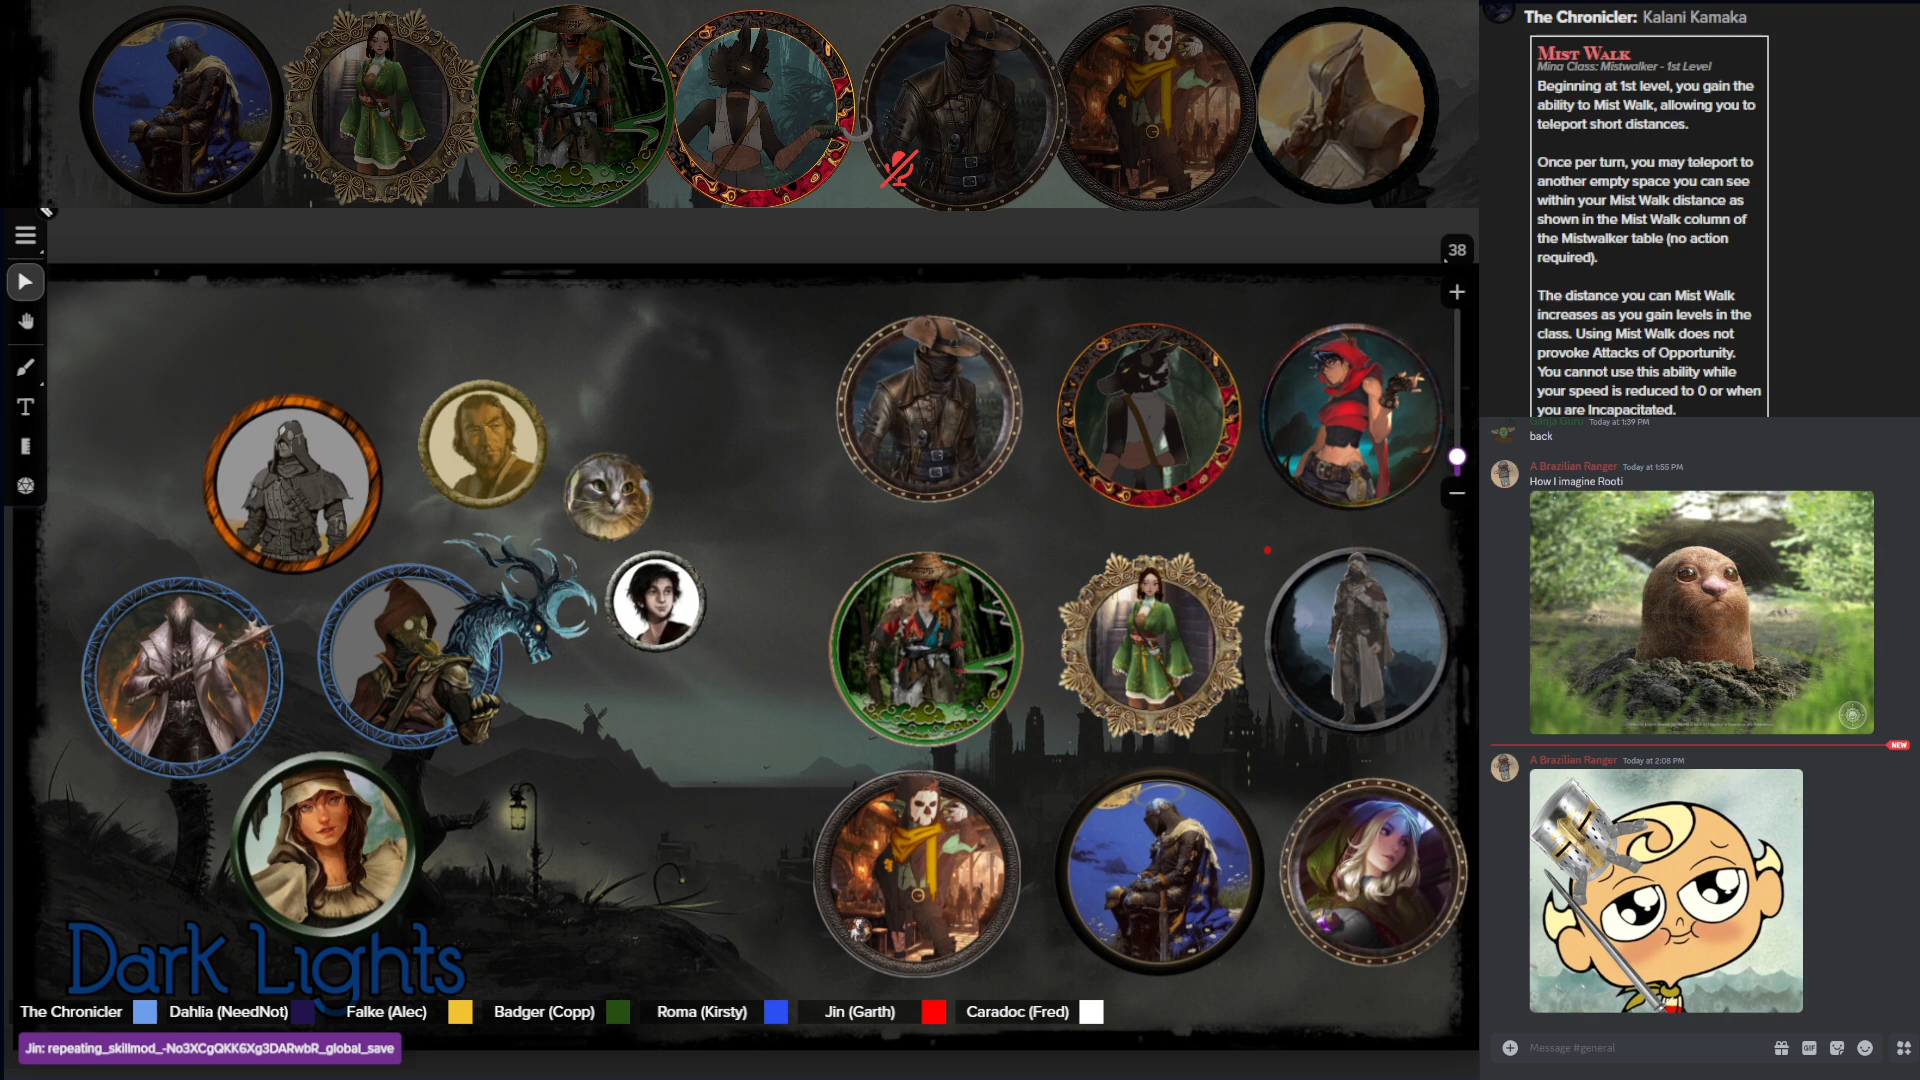 The Chronicler: Kalani Kamaka
Mist Walk
Mina Class: Mistwalker - 1st Level
Beginning at 1st level, you gain the
ability to Mist Walk, allowing you to
teleport short distances.
Once per turn, you may teleport to
another empty space you can see
within your Mist Walk distance as
shown in the Mist Walk column of
the Mistwalker table (no action
required).
The distance you can Mist Walk
increases as you gain levels in the
class. Using Mist Walk does not
provoke Attacks of Opportunity.
You cannot use this ability while
your speed is reduced to 0 or when
you are Incapacitated.
38
Ganja Guru Today at 1:39 PM
back
A Brazilian Ranger Today at 1:55 PM
How I imagine Rooti
NEW
A Brazilian Ranger Today at 2:08 PM
Message #general
GIF
Dark Lights
The Chronicler
Dahlia (NeedNot)
Falke (Alec)
Badger (Copp)
Roma (Kirsty)
Jin (Garth)
Caradoc (Fred)
Jin: repeating_skillmod_-No3XCgQKK6Xg3DARwbR_global_save